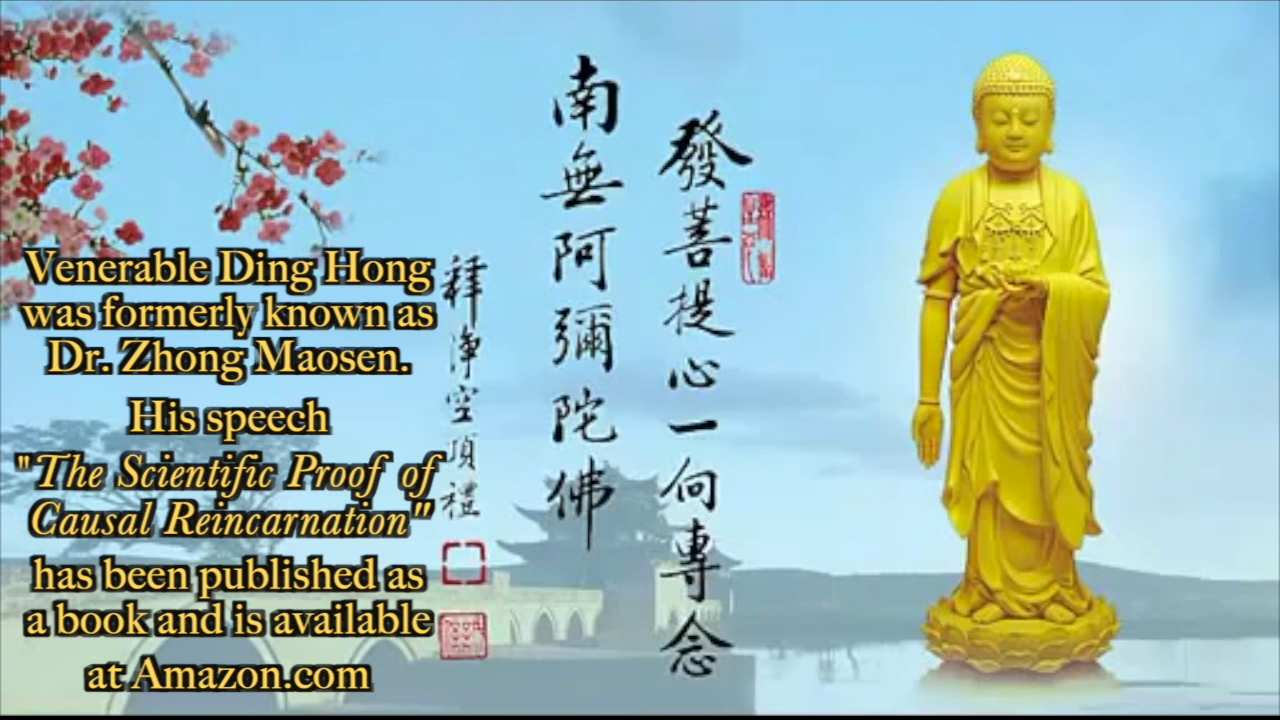 Venerable Ding Hong
was formerly known as
Dr. Zhong Maosen.
His speech
"The Scientific Proof of
Causal Reincarnation"
has been published as
a book and is available
at Amazon.com
發菩提心一向專念
南無阿彌陀佛
釋淨空頂禮